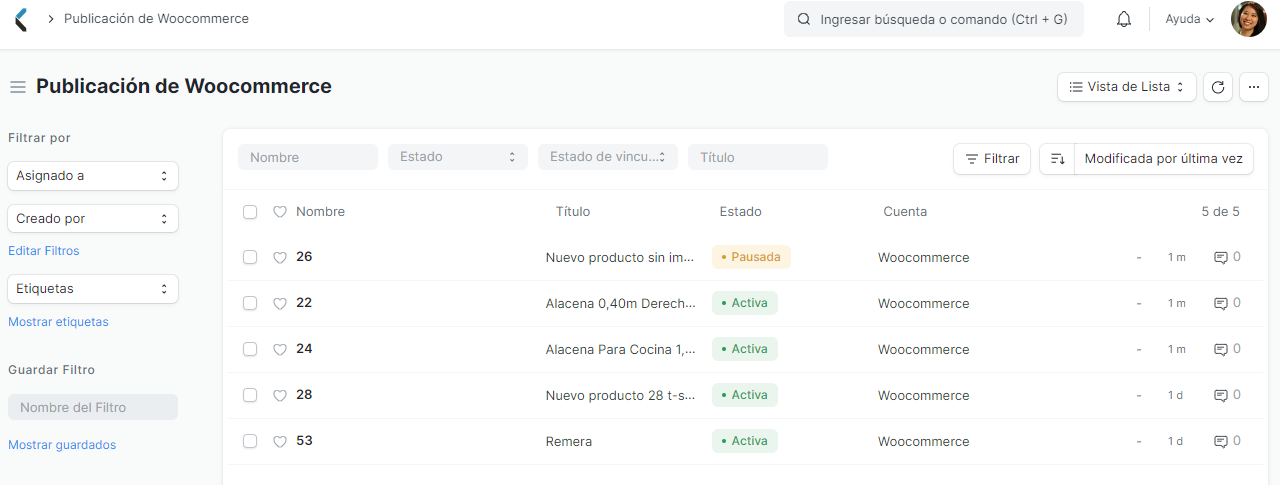 Publicación de Woocommerce
Ingresar búsqueda o comando (Ctrl + G)
Ayuda
Publicación de Woocommerce
Vista de Lista
Filtrar por
Asignado a
Creado por
Editar Filtros
Etiquetas
Mostrar etiquetas
Guardar Filtro
Nombre del Filtro
Mostrar guardados
Nombre Estado Estado de vincu... Título
Filtrar Modificada por última vez
Nombre Título Estado Cuenta 5 de 5
26 Nuevo producto sin im... Pausada Woocommerce - 1 m 0
22 Alacena 0,40m Derech... Activa Woocommerce - 1 m 0
24 Alacena Para Cocina 1,... Activa Woocommerce - 1 m 0
28 Nuevo producto 28 t-s... Activa Woocommerce - 1 d 0
53 Remera Activa Woocommerce - 1 d 0